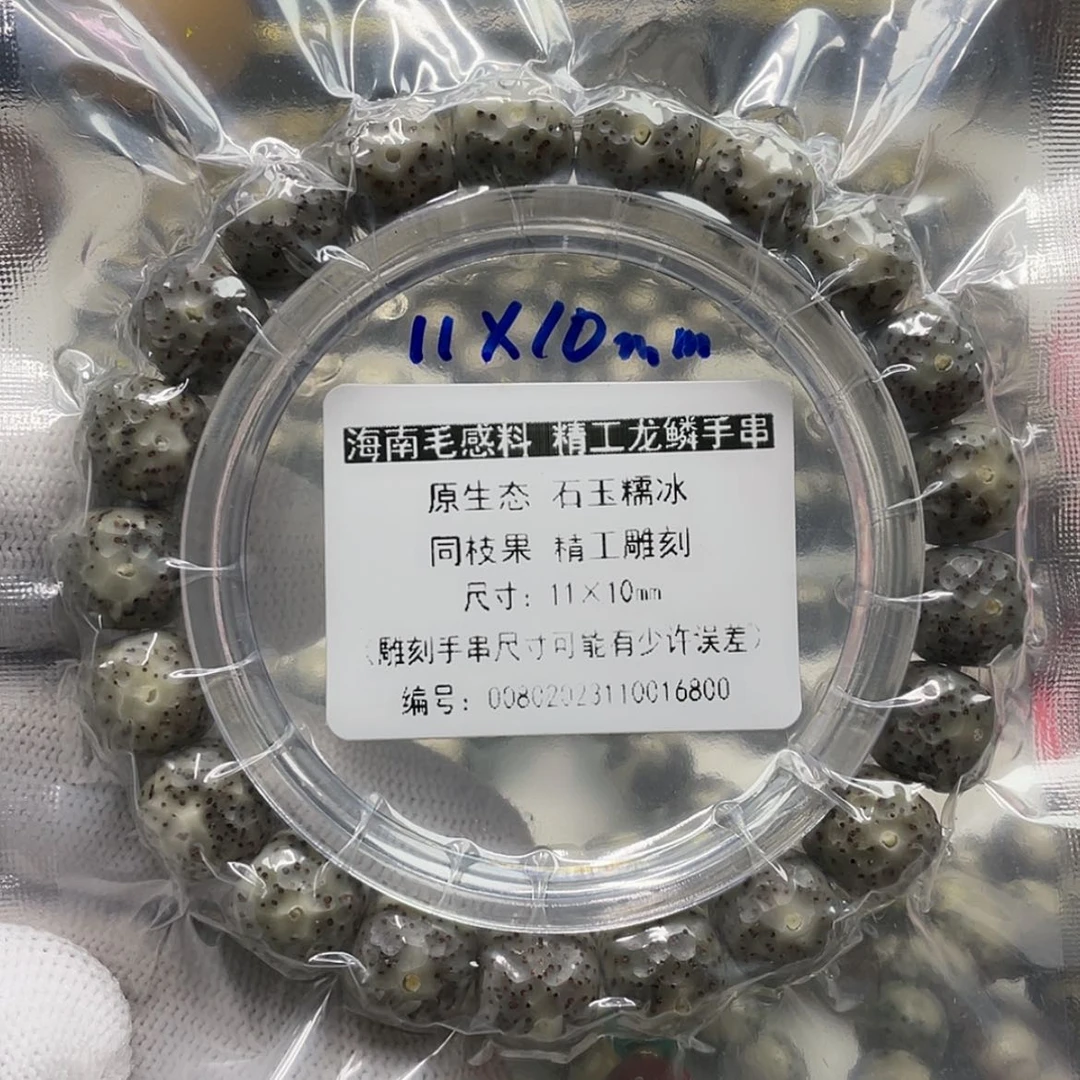 11X10mm
海南毛感料 精工龙鳞手串
原生态 石玉糯冰
同枝果 精工雕刻
尺寸：11×10mm
（雕刻手串尺寸可能有少许误差）
编号：00802023110016800